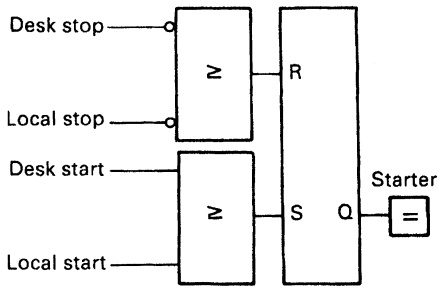 Desk stop
≥
R
Local stop
Desk start
Starter
≥
S
Q
=
Local start